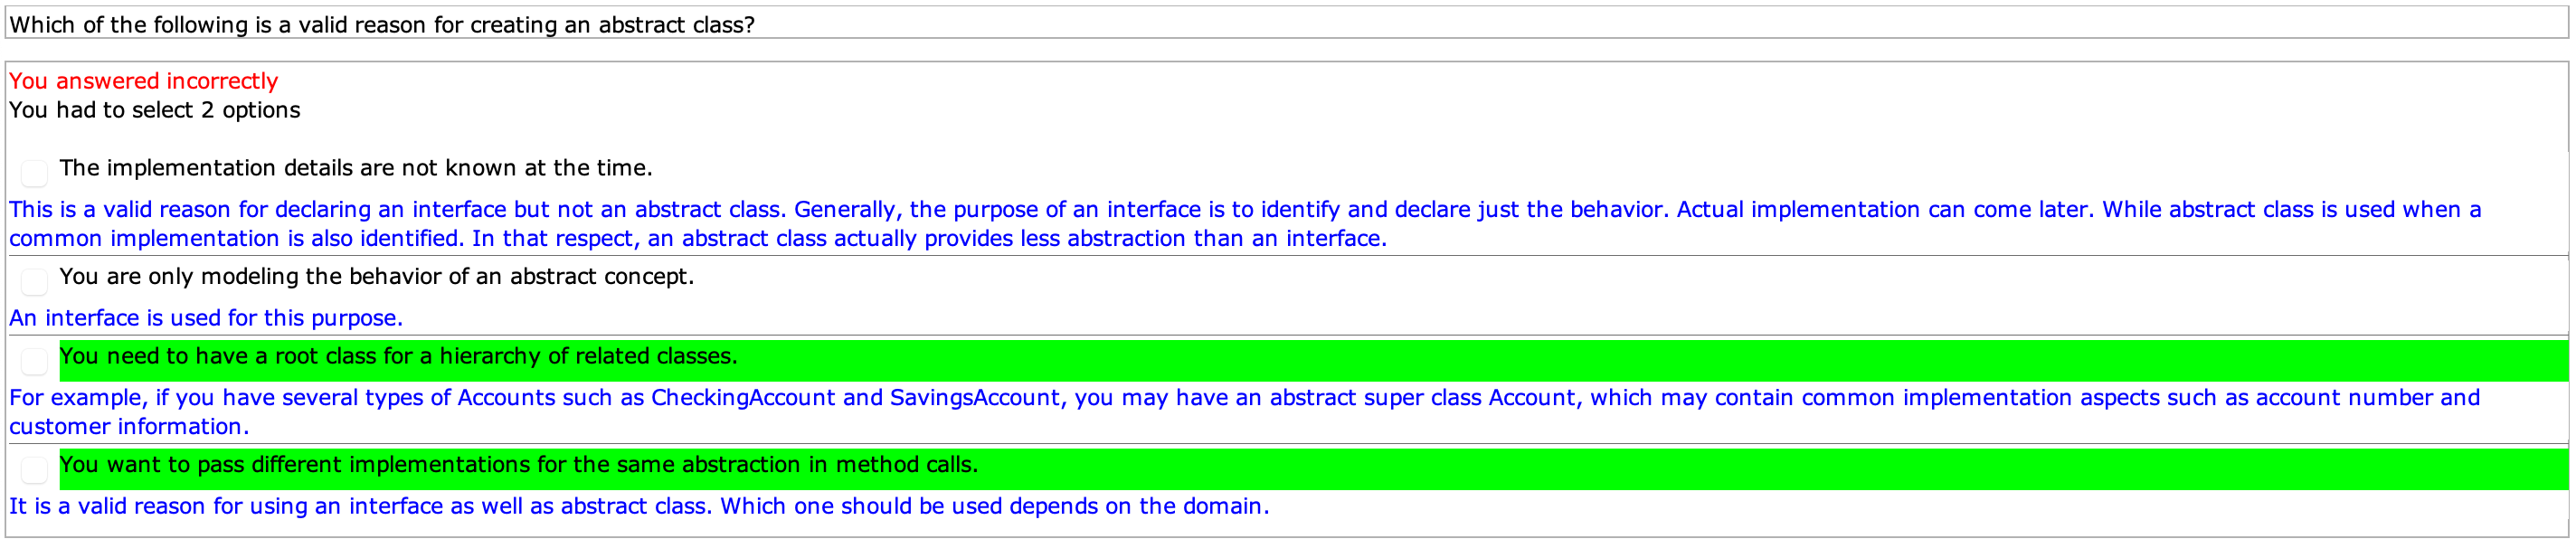 Which of the following is a valid reason for creating an abstract class?
You answered incorrectly
You had to select 2 options
The implementation details are not known at the time.
This is a valid reason for declaring an interface but not an abstract class. Generally, the purpose of an interface is to identify and declare just the behavior. Actual implementation can come later. While abstract class is used when a
common implementation is also identified. In that respect, an abstract class actually provides less abstraction than an interface.
You are only modeling the behavior of an abstract concept.
An interface is used for this purpose.
You need to have a root class for a hierarchy of related classes.
For example, if you have several types of Accounts such as CheckingAccount and SavingsAccount, you may have an abstract super class Account, which may contain common implementation aspects such as account number and
customer information.
You want to pass different implementations for the same abstraction in method calls.
It is a valid reason for using an interface as well as abstract class. Which one should be used depends on the domain.